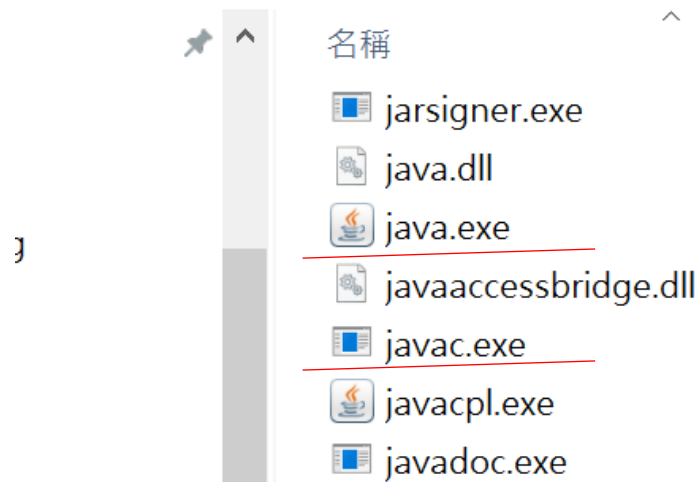 名稱
jarsigner.exe
java.dll
java.exe
g
javaaccessbridge.dll
javac.exe
javacpl.exe
javadoc.exe